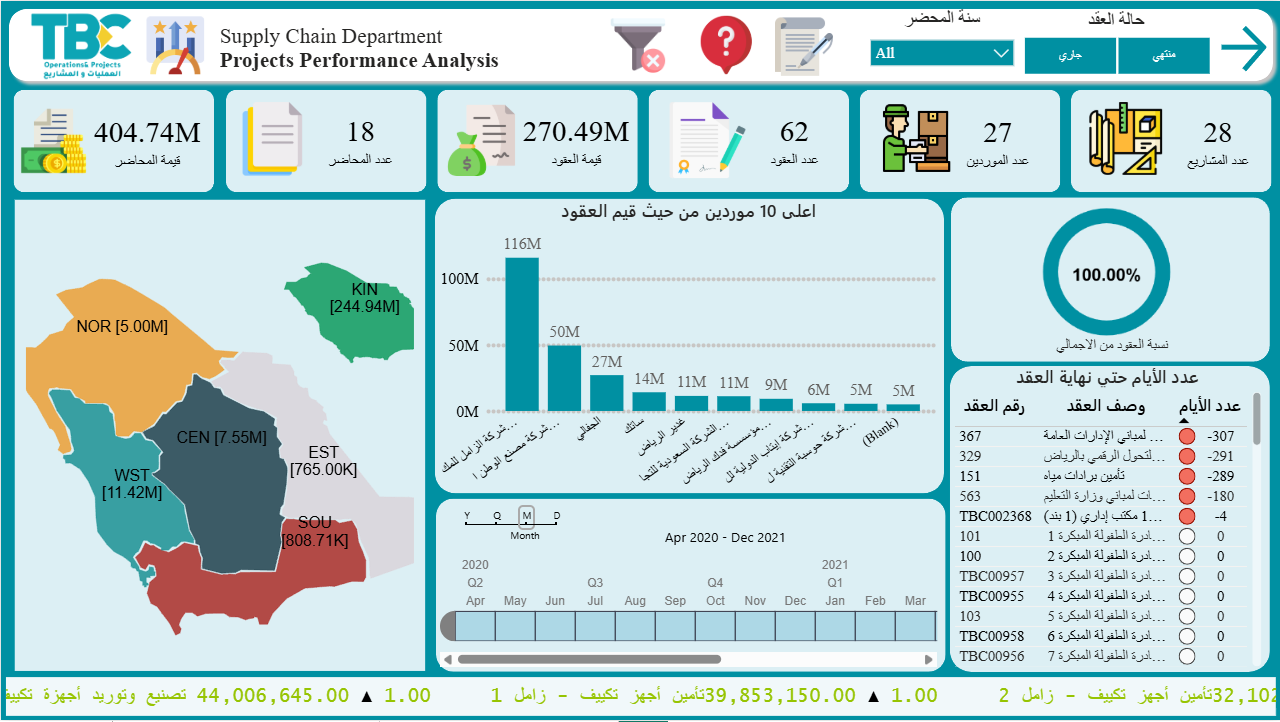 TBC
Operations& Projects
العمليات و المشاريع
Supply Chain Department
Projects Performance Analysis
سنة المحضر
All
حالة العقد
جاري
منتهي
404.74M
قيمة المحاضر
18
عدد المحاضر
270.49M
قيمة العقود
62
عدد العقود
27
عدد الموردين
28
عدد المشاريع
KIN
[244.94M]
NOR [5.00M]
CEN [7.55M]
EST
[765.00K]
WST
[11.42M]
SOU
[808.71K]
اعلى 10 موردين من حيث قيم العقود
116M
100M
50M
50M
27M
14M
11M
11M
9M
6M
5M
5M
0M
شركة الزامل للمك...
شركة مصنع الوطن ا...
الجفالي
ساتك
غدير الرياض
الشركة السعودية للتجا...
مؤسسسة فدك الرياض...
شركة إيتاب الدولية لل...
شركة حوسبة التقنية ل...
(Blank)
100.00%
نسبة العقود من الاجمالي
Y Q M D
Month
Apr 2020 - Dec 2021
2020 2021
Q2 Q3 Q4 Q1
Apr May Jun Jul Aug Sep Oct Nov Dec Jan Feb Mar
عدد الأيام حتي نهاية العقد
رقم العقد وصف العقد عدد الأيام
367 لمباني الإدارات العامة ... -307
329 لتحول الرقمي بالرياض... -291
151 تأمين برادات مياه -289
563 ات لمباني وزارة التعليم... -180
TBC002368 1 مكتب إداري (1 بند)... -4
101 ادرة الطفولة المبكرة 1... 0
100 ادرة الطفولة المبكرة 2... 0
TBC00957 ادرة الطفولة المبكرة 3... 0
TBC00955 ادرة الطفولة المبكرة 4... 0
103 ادرة الطفولة المبكرة 5... 0
TBC00958 ادرة الطفولة المبكرة 6... 0
TBC00956 ادرة الطفولة المبكرة 7... 0
تصنيع وتوريد أجهزة تكييف 44,006,645.00 ▲ 1.00 تأمين أجهز تكييف - زامل 1 39,853,150.00 ▲ 1.00 تأمين أجهز تكييف - زامل 2 32,102